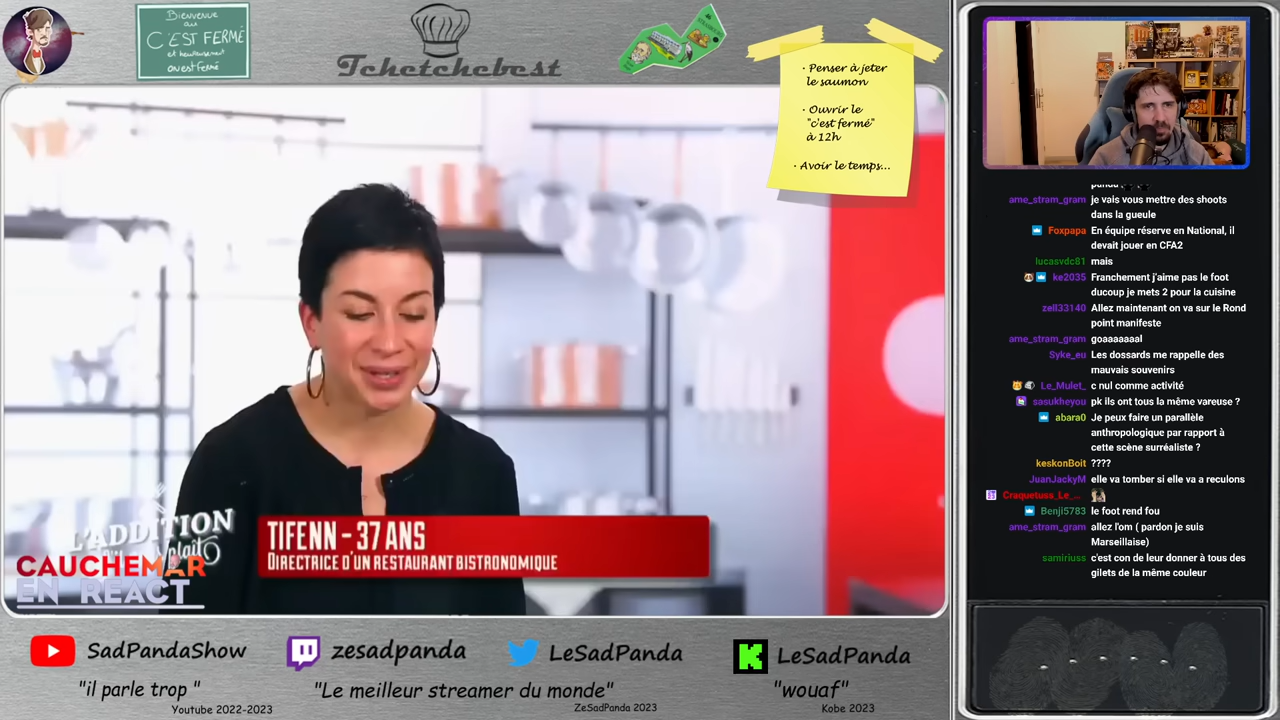 BIENVENUE
au
C'EST FERMÉ
et heureusement
on est fermé
Tchetchebest
• Penser à jeter
le saumon
• Ouvrir le
"c'est fermé"
à 12h
• Avoir le temps...
L'ADDITION
s'il vous plaît
CAUCHEMAR
EN REACT
TIFENN - 37 ANS
DIRECTRICE D'UN RESTAURANT BISTRONOMIQUE
SadPandaShow
"il parle trop "
Youtube 2022-2023
zesadpanda
"Le meilleur streamer du monde"
ZeSadPanda 2023
LeSadPanda
LeSadPanda
"wouaf"
Kobe 2023
ame_stram_gram je vais vous mettre des shoots
dans la gueule
Foxpapa En équipe réserve en National, il
devait jouer en CFA2
lucasvdc81 mais
ke2035 Franchement j'aime pas le foot
ducoup je mets 2 pour la cuisine
zell33140 Allez maintenant on va sur le Rond
point manifeste
ame_stram_gram goaaaaaaal
Syke_eu Les dossards me rappelle des
mauvais souvenirs
Le_Mulet_ c nul comme activité
sasukheyou pk ils ont tous la même vareuse ?
abara0 Je peux faire un parallèle
anthropologique par rapport à
cette scène surréaliste ?
keskonBoit ????
JuanJackyM elle va tomber si elle va a reculons
Craquetuss_Le_...
Benji5783 le foot rend fou
ame_stram_gram allez l'om ( pardon je suis
Marseillaise)
samiriuss c'est con de leur donner à tous des
gilets de la même couleur